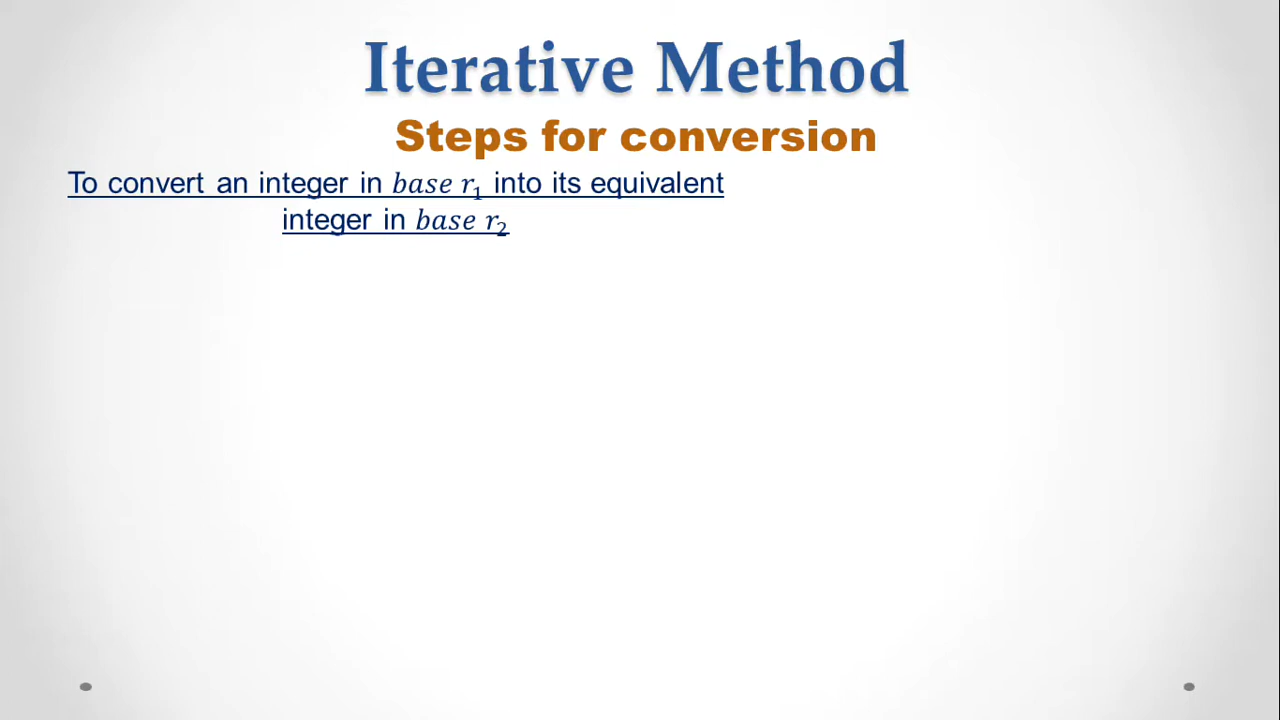 Iterative Method
Steps for conversion
To convert an integer in base r₁ into its equivalent
integer in base r₂